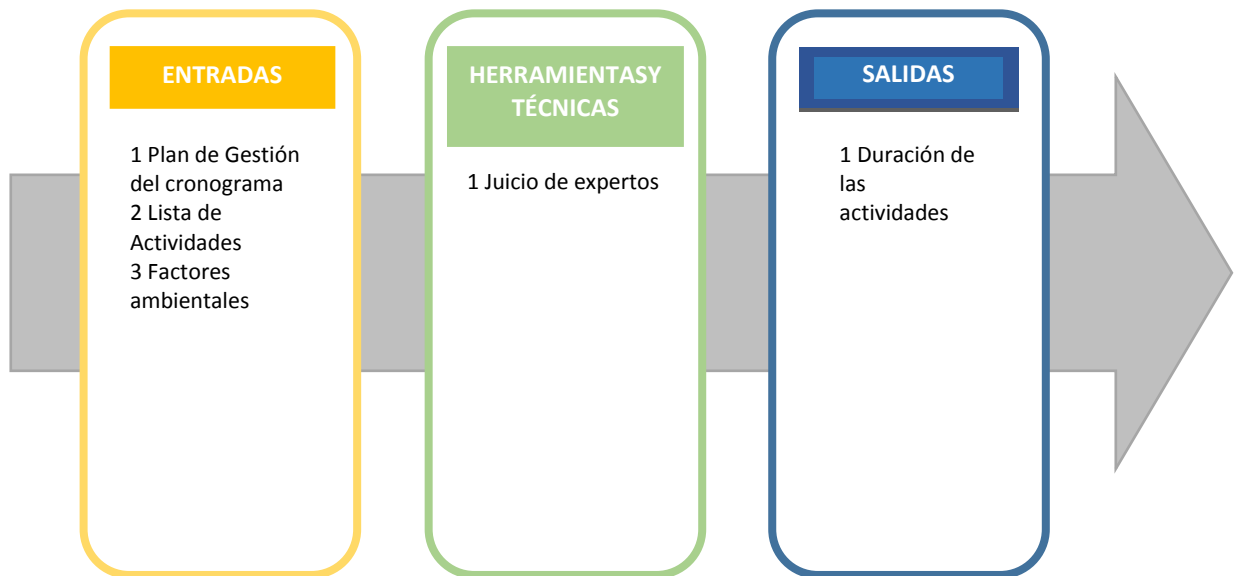 ENTRADAS
1 Plan de Gestión
del cronograma
2 Lista de
Actividades
3 Factores
ambientales
HERRAMIENTASY
TÉCNICAS
1 Juicio de expertos
SALIDAS
1 Duración de
las
actividades